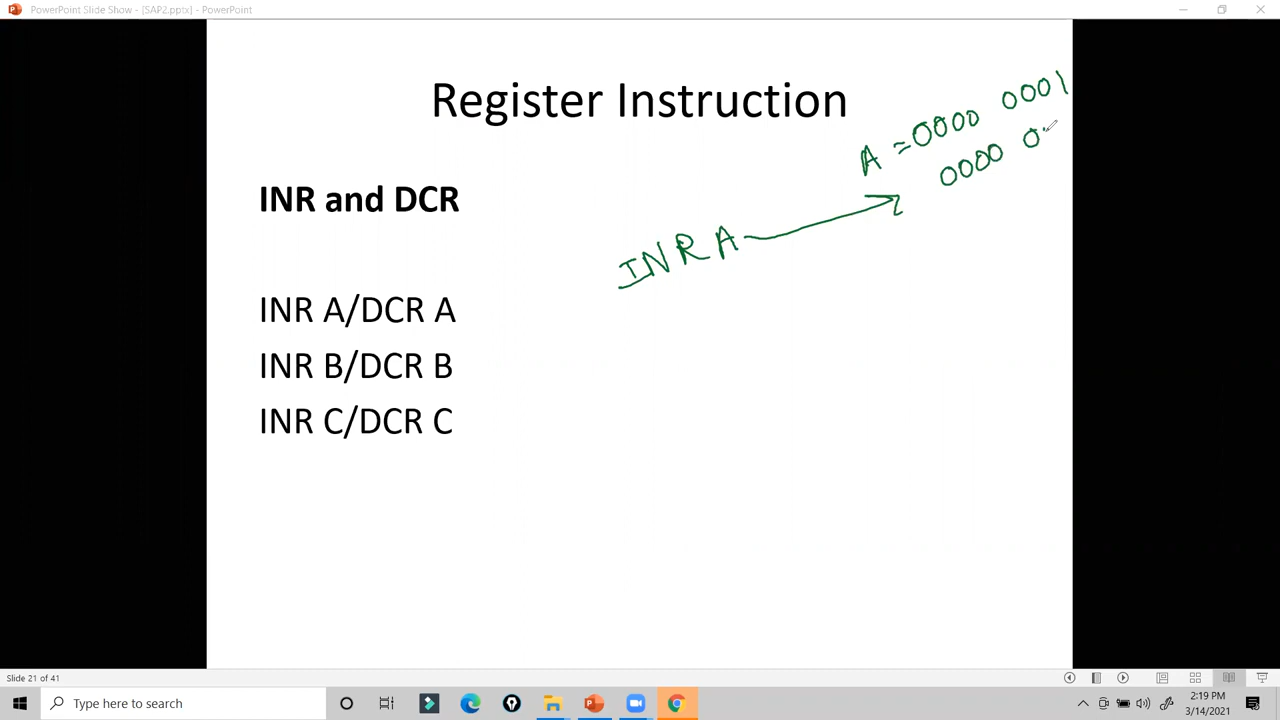 PowerPoint Slide Show - [SAP2.pptx] - PowerPoint
Register Instruction
A = 0000 0001
0000 0
INR and DCR
INR A
INR A/DCR A
INR B/DCR B
INR C/DCR C
Slide 21 of 41
Type here to search
2:19 PM
3/14/2021